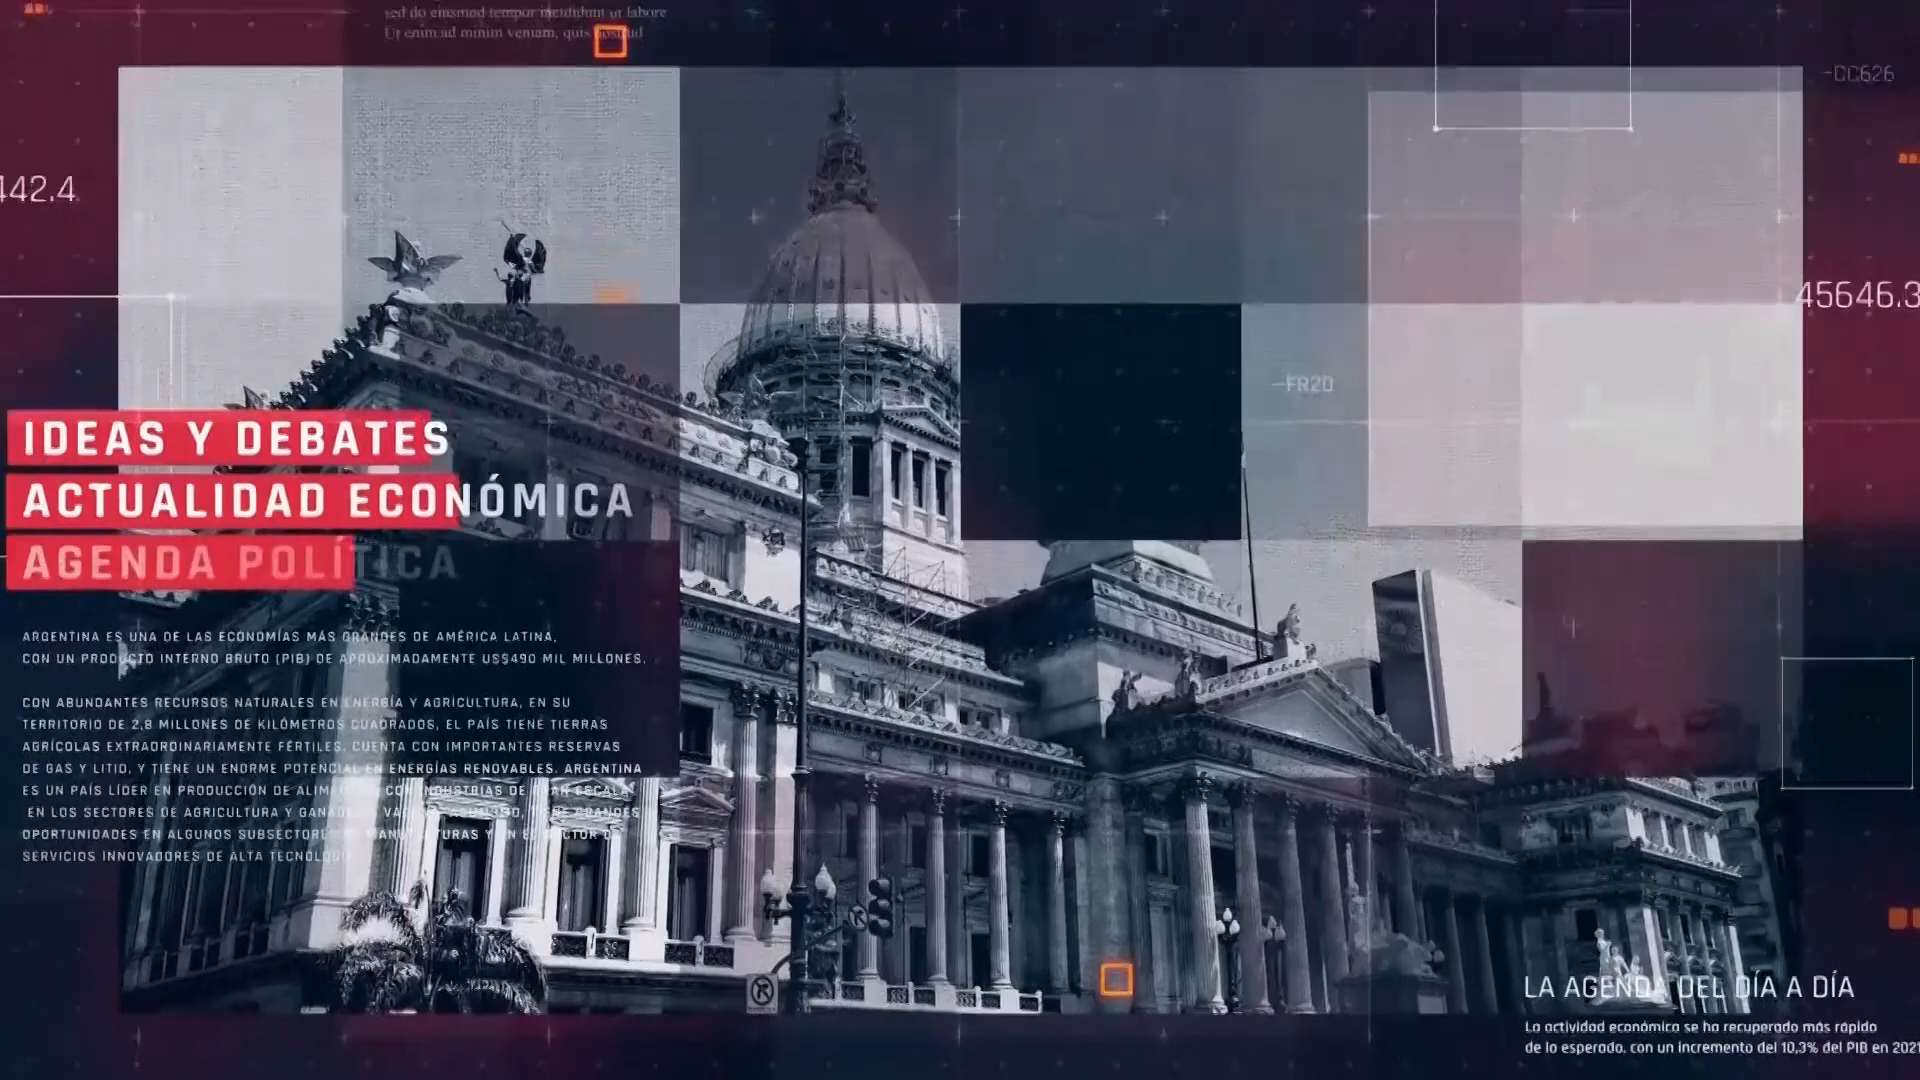 sed do eiusmod tempor incididunt ut labore
Ut enim ad minim veniam, quis nostrud
-CC626
442.4
45646.3
-FR20
IDEAS Y DEBATES
ACTUALIDAD ECONÓMICA
AGENDA POLÍTICA
ARGENTINA ES UNA DE LAS ECONOMÍAS MÁS GRANDES DE AMÉRICA LATINA,
CON UN PRODUCTO INTERNO BRUTO (PIB) DE APROXIMADAMENTE US$490 MIL MILLONES.
CON ABUNDANTES RECURSOS NATURALES EN ENERGÍA Y AGRICULTURA, EN SU
TERRITORIO DE 2,8 MILLONES DE KILÓMETROS CUADRADOS, EL PAÍS TIENE TIERRAS
AGRÍCOLAS EXTRAORDINARIAMENTE FÉRTILES. CUENTA CON IMPORTANTES RESERVAS
DE GAS Y LITIO, Y TIENE UN ENORME POTENCIAL EN ENERGÍAS RENOVABLES. ARGENTINA
ES UN PAÍS LÍDER EN PRODUCCIÓN DE CON INDUSTRIAS DE GRAN ESCALA
EN LOS SECTORES DE AGRICULTURA Y GRANDES
OPORTUNIDADES EN ALGUNOS SUBSECTORES
SERVICIOS INNOVADORES DE ALTA
LA AGENDA DEL DÍA A DÍA
La actividad económica se ha recuperado más rápido
de lo esperado, con un incremento del 10,3% del PIB en 2021